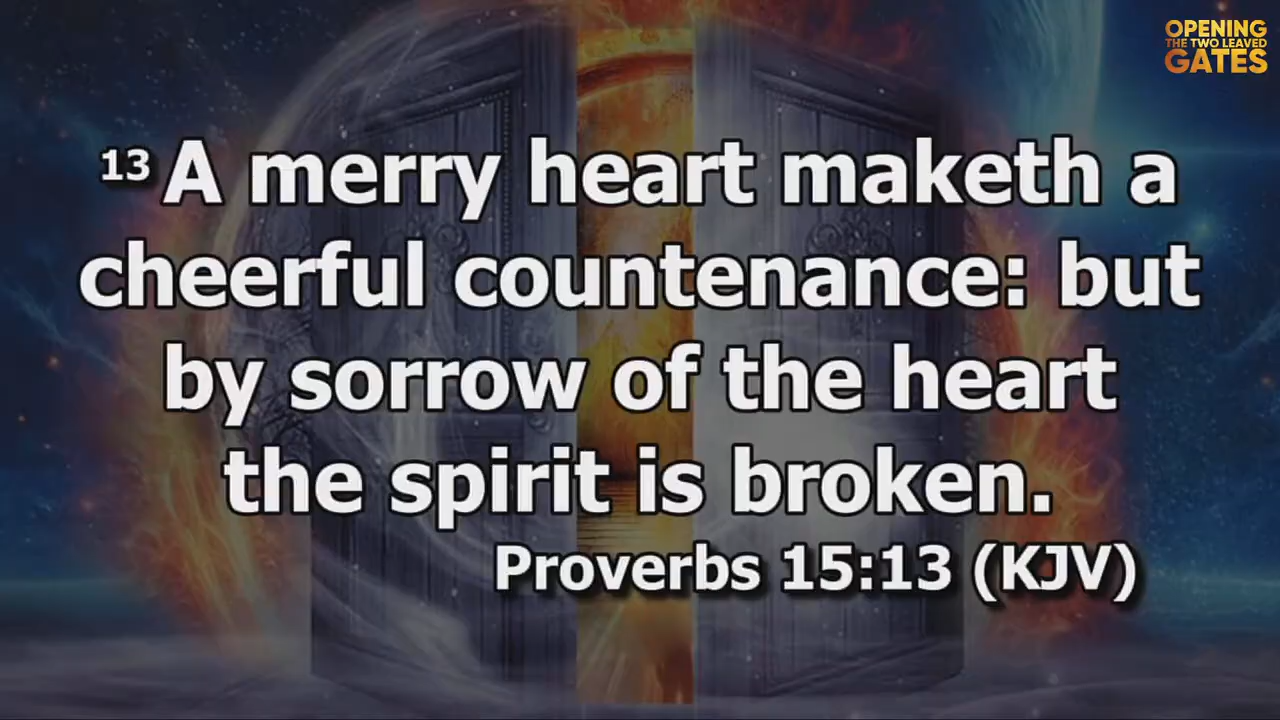 OPENING
THE TWO LEAVED
GATES
13 A merry heart maketh a
cheerful countenance: but
by sorrow of the heart
the spirit is broken.
Proverbs 15:13 (KJV)